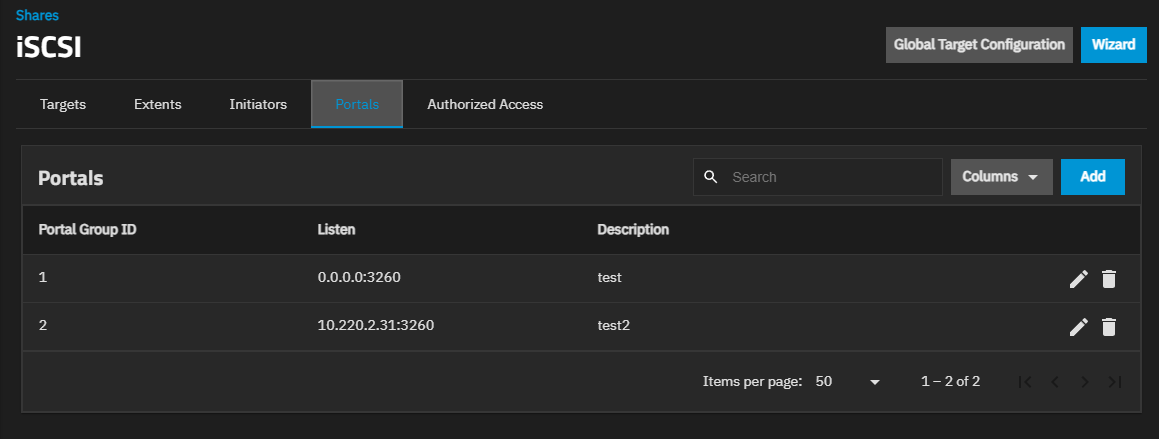 Shares
iSCSI
Global Target Configuration
Wizard
Targets
Extents
Initiators
Portals
Authorized Access
Portals
Search
Columns
Add
Portal Group ID Listen Description
1 0.0.0.0:3260 test
2 10.220.2.31:3260 test2
Items per page: 50 1 – 2 of 2